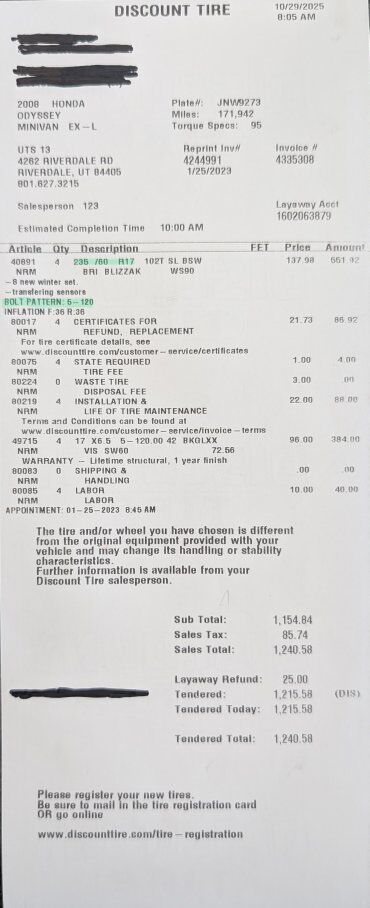 DISCOUNT TIRE
10/29/2025
8:05 AM
2008 HONDA
ODYSSEY
MINIVAN EX-L
Plate#: JNW9273
Miles: 171,942
Torque Specs: 95
UTS 13
4262 RIVERDALE RD
RIVERDALE, UT 84405
801.627.3215
Reprint Inv#
4244991
1/25/2023
Invoice #
4335308
Salesperson 123
Layaway Acct
1602063879
Estimated Completion Time 10:00 AM
Article Qty Description FET Price Amount
40891 4 235 /60 R17 102T SL BSW 137.98 551.92
NRM BRI BLIZZAK WS90
-8 new winter set.
-transfering sensors
BOLT PATTERN: 5-120
INFLATION F:36 R:36
80017 4 CERTIFICATES FOR 21.73 86.92
NRM REFUND, REPLACEMENT
For tire certificate details, see
www.discounttire.com/customer-service/certificates
80075 4 STATE REQUIRED 1.00 4.00
NRM TIRE FEE
80224 0 WASTE TIRE 3.00 .00
NRM DISPOSAL FEE
80219 4 INSTALLATION & 22.00 88.00
NRM LIFE OF TIRE MAINTENANCE
Terms and Conditions can be found at
www.discounttire.com/customer-service/invoice-terms
49715 4 17 X6.5 5-120.00 42 BKGLXX 96.00 384.00
NRM VIS SW60 72.56
WARRANTY - Lifetime structural, 1 year finish
80083 0 SHIPPING & .00 .00
NRM HANDLING
80085 4 LABOR 10.00 40.00
NRM LABOR
APPOINTMENT: 01-25-2023 8:45 AM
The tire and/or wheel you have chosen is different
from the original equipment provided with your
vehicle and may change its handling or stability
characteristics.
Further information is available from your
Discount Tire salesperson.
Sub Total: 1,154.84
Sales Tax: 85.74
Sales Total: 1,240.58
Layaway Refund: 25.00
Tendered: 1,215.58 (DIS)
Tendered Today: 1,215.58
Tendered Total: 1,240.58
Please register your new tires.
Be sure to mail in the tire registration card
OR go online
www.discounttire.com/tire-registration